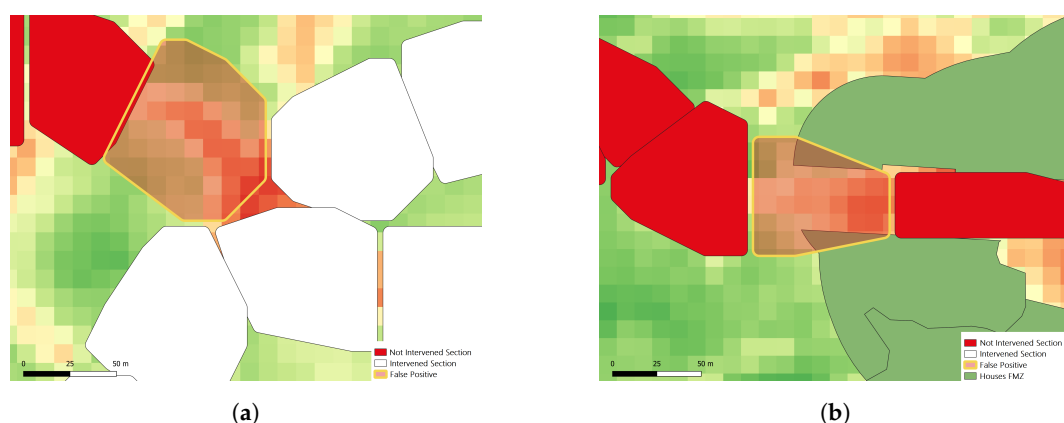 Not Intervened Section
Intervened Section
False Positive
0 25 50 m
Not Intervened Section
Intervened Section
False Positive
Houses FMZ
0 25 50 m
(a) (b)